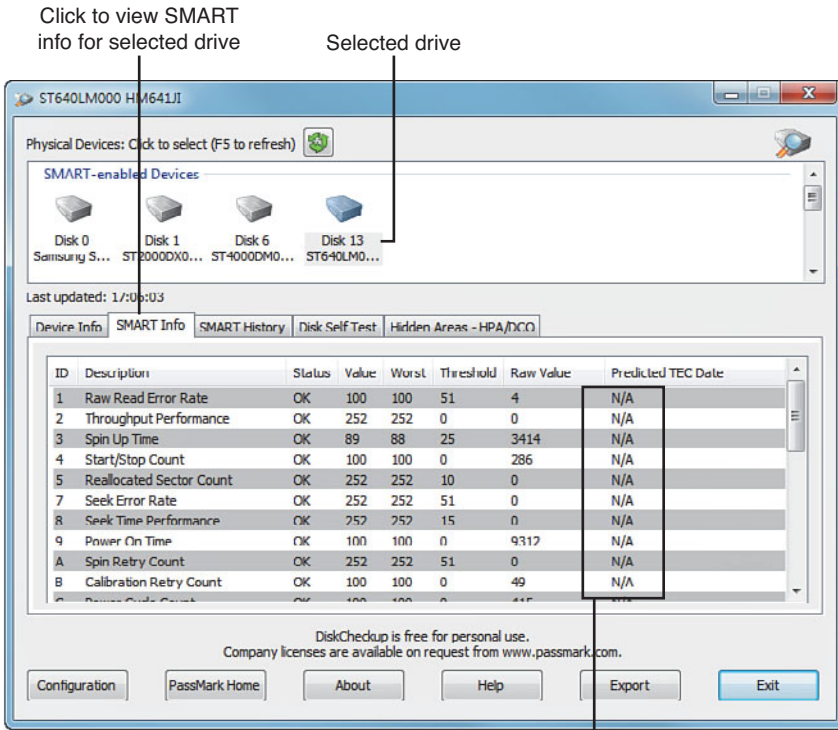 Click to view SMART
info for selected drive
Selected drive
ST640LM000 HM641JI
Physical Devices: Click to select (F5 to refresh)
SMART-enabled Devices
Disk 0 Disk 1 Disk 6 Disk 13
Samsung S... ST2000DX0... ST4000DM0... ST640LM0...
Last updated: 17:06:03
Device Info SMART Info SMART History Disk Self Test Hidden Areas - HPA/DCO
ID Description Status Value Worst Threshold Raw Value Predicted TEC Date
1 Raw Read Error Rate OK 100 100 51 4 N/A
2 Throughput Performance OK 252 252 0 0 N/A
3 Spin Up Time OK 89 88 25 3414 N/A
4 Start/Stop Count OK 100 100 0 286 N/A
5 Reallocated Sector Count OK 252 252 10 0 N/A
7 Seek Error Rate OK 252 252 51 0 N/A
8 Seek Time Performance OK 252 252 15 0 N/A
9 Power On Time OK 100 100 0 9312 N/A
A Spin Retry Count OK 252 252 51 0 N/A
B Calibration Retry Count OK 100 100 0 49 N/A
C Power Cycle Count OK 100 100 0 415
DiskCheckup is free for personal use.
Company licenses are available on request from www.passmark.com.
Configuration PassMark Home About Help Export Exit